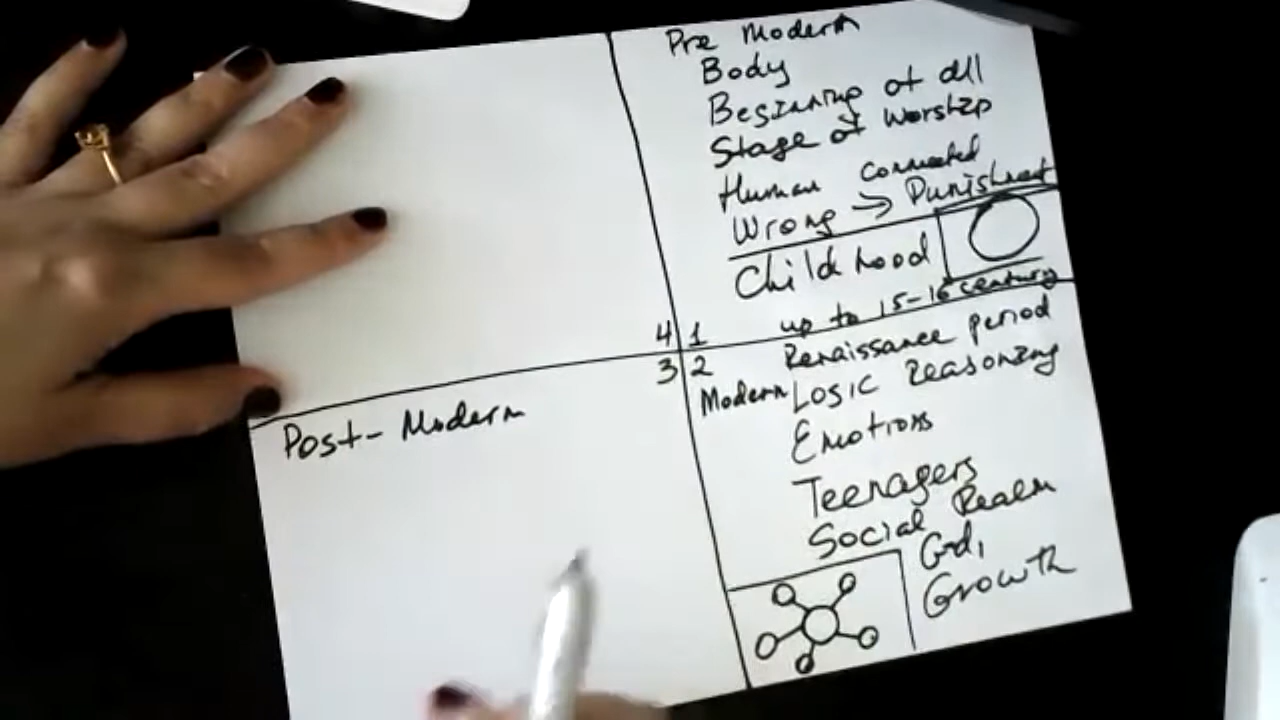 Pre Modern
Body
Beginning of all
Stage of worship
Human connected
Wrong → Punishment
Childhood
up to 15-16 century
4 1
3 2
Renaissance period
Modern Logic Reasoning
Emotions
Teenagers
Social Realm
God,
Growth
Post-Modern